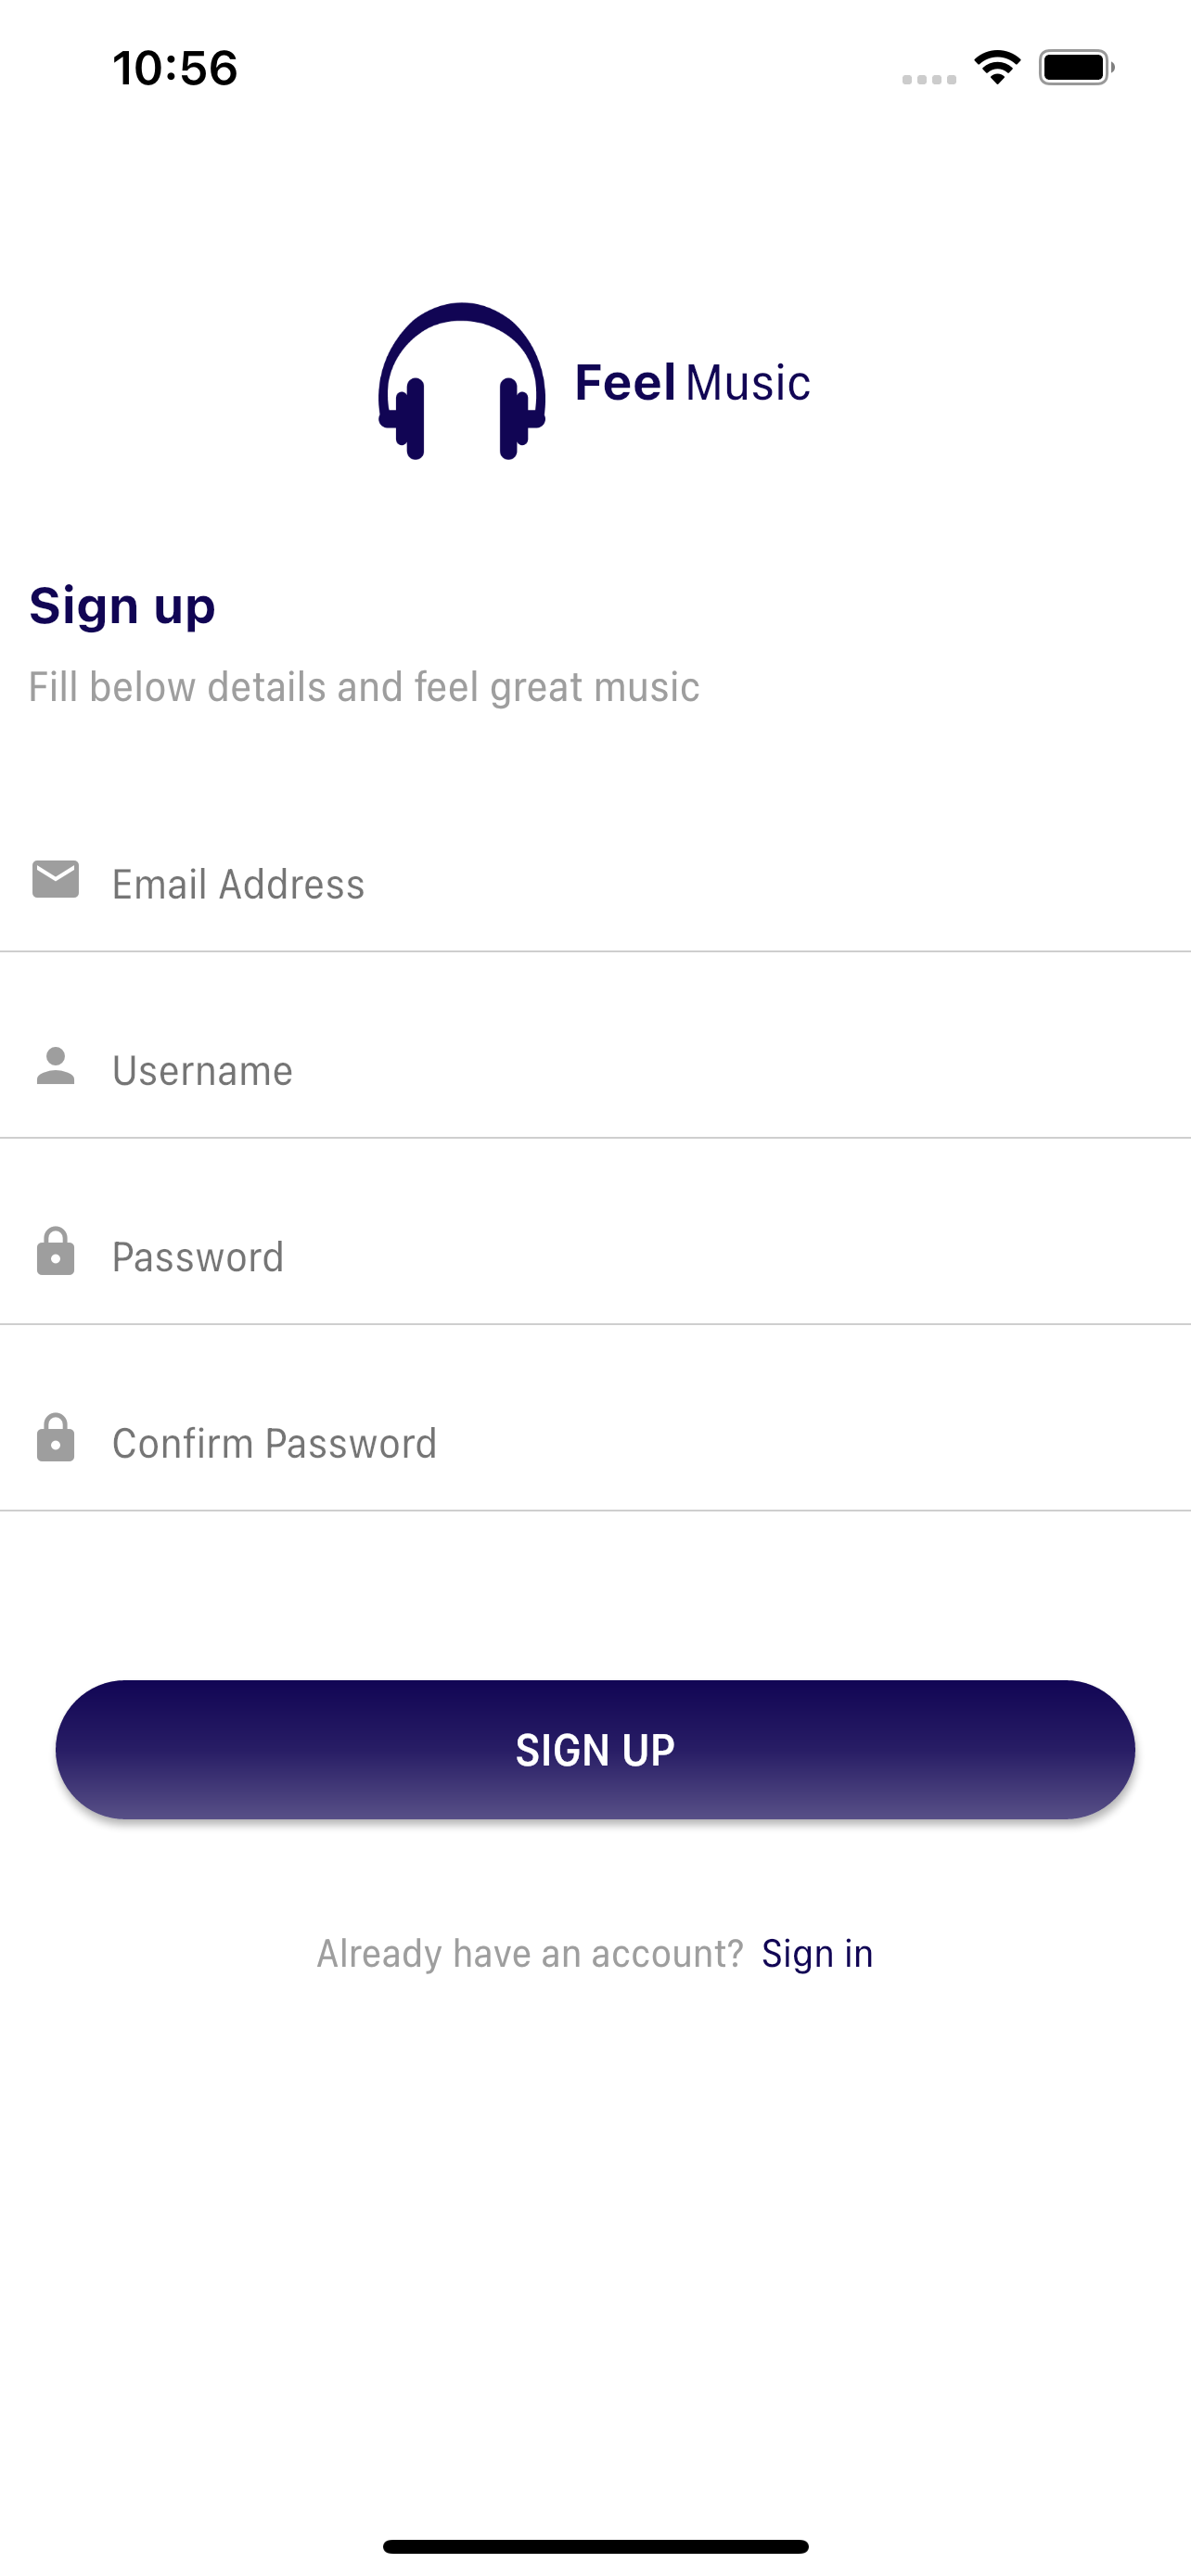 10:56
Feel Music
Sign up
Fill below details and feel great music
Email Address
Username
Password
Confirm Password
SIGN UP
Already have an account? Sign in